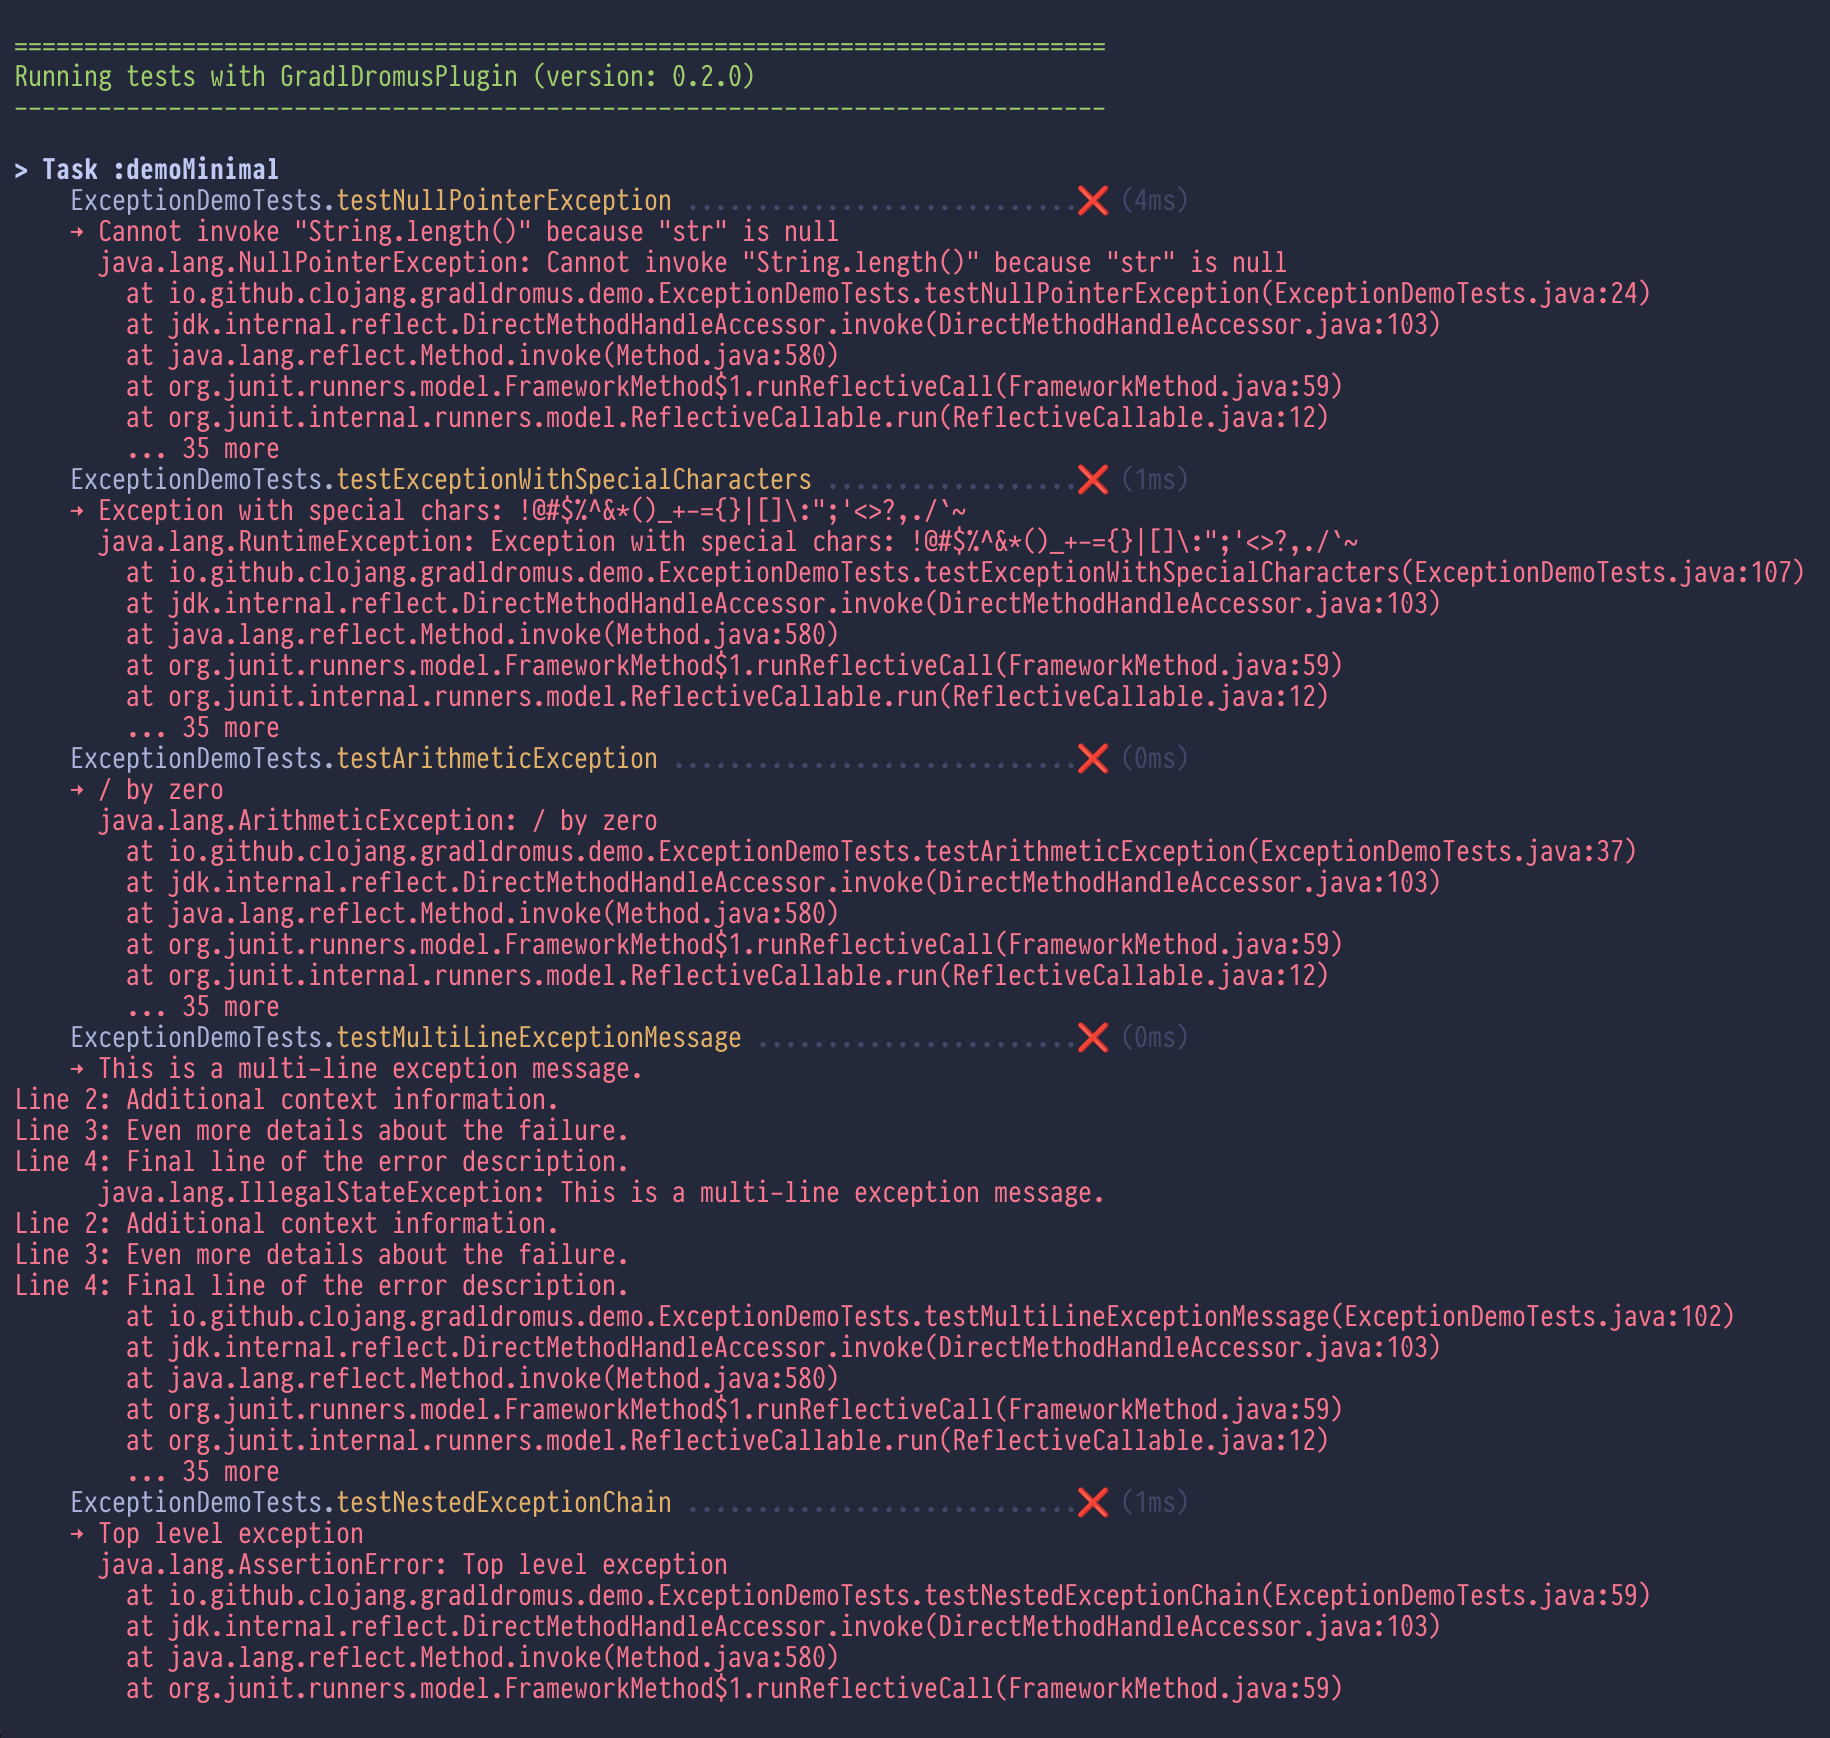 ==============================================================================
Running tests with GradlDromusPlugin (version: 0.2.0)
------------------------------------------------------------------------------
> Task :demoMinimal
    ExceptionDemoTests.testNullPointerException ............................❌ (4ms)
    → Cannot invoke "String.length()" because "str" is null
      java.lang.NullPointerException: Cannot invoke "String.length()" because "str" is null
        at io.github.clojang.gradldromus.demo.ExceptionDemoTests.testNullPointerException(ExceptionDemoTests.java:24)
        at jdk.internal.reflect.DirectMethodHandleAccessor.invoke(DirectMethodHandleAccessor.java:103)
        at java.lang.reflect.Method.invoke(Method.java:580)
        at org.junit.runners.model.FrameworkMethod$1.runReflectiveCall(FrameworkMethod.java:59)
        at org.junit.internal.runners.model.ReflectiveCallable.run(ReflectiveCallable.java:12)
        ... 35 more
    ExceptionDemoTests.testExceptionWithSpecialCharacters ..................❌ (1ms)
    → Exception with special chars: !@#$%^&*()_+-={}|[]\:";'<>?,./`~
      java.lang.RuntimeException: Exception with special chars: !@#$%^&*()_+-={}|[]\:";'<>?,./`~
        at io.github.clojang.gradldromus.demo.ExceptionDemoTests.testExceptionWithSpecialCharacters(ExceptionDemoTests.java:107)
        at jdk.internal.reflect.DirectMethodHandleAccessor.invoke(DirectMethodHandleAccessor.java:103)
        at java.lang.reflect.Method.invoke(Method.java:580)
        at org.junit.runners.model.FrameworkMethod$1.runReflectiveCall(FrameworkMethod.java:59)
        at org.junit.internal.runners.model.ReflectiveCallable.run(ReflectiveCallable.java:12)
        ... 35 more
    ExceptionDemoTests.testArithmeticException .............................❌ (0ms)
    → / by zero
      java.lang.ArithmeticException: / by zero
        at io.github.clojang.gradldromus.demo.ExceptionDemoTests.testArithmeticException(ExceptionDemoTests.java:37)
        at jdk.internal.reflect.DirectMethodHandleAccessor.invoke(DirectMethodHandleAccessor.java:103)
        at java.lang.reflect.Method.invoke(Method.java:580)
        at org.junit.runners.model.FrameworkMethod$1.runReflectiveCall(FrameworkMethod.java:59)
        at org.junit.internal.runners.model.ReflectiveCallable.run(ReflectiveCallable.java:12)
        ... 35 more
    ExceptionDemoTests.testMultiLineExceptionMessage .......................❌ (0ms)
    → This is a multi-line exception message.
Line 2: Additional context information.
Line 3: Even more details about the failure.
Line 4: Final line of the error description.
      java.lang.IllegalStateException: This is a multi-line exception message.
Line 2: Additional context information.
Line 3: Even more details about the failure.
Line 4: Final line of the error description.
        at io.github.clojang.gradldromus.demo.ExceptionDemoTests.testMultiLineExceptionMessage(ExceptionDemoTests.java:102)
        at jdk.internal.reflect.DirectMethodHandleAccessor.invoke(DirectMethodHandleAccessor.java:103)
        at java.lang.reflect.Method.invoke(Method.java:580)
        at org.junit.runners.model.FrameworkMethod$1.runReflectiveCall(FrameworkMethod.java:59)
        at org.junit.internal.runners.model.ReflectiveCallable.run(ReflectiveCallable.java:12)
        ... 35 more
    ExceptionDemoTests.testNestedExceptionChain ............................❌ (1ms)
    → Top level exception
      java.lang.AssertionError: Top level exception
        at io.github.clojang.gradldromus.demo.ExceptionDemoTests.testNestedExceptionChain(ExceptionDemoTests.java:59)
        at jdk.internal.reflect.DirectMethodHandleAccessor.invoke(DirectMethodHandleAccessor.java:103)
        at java.lang.reflect.Method.invoke(Method.java:580)
        at org.junit.runners.model.FrameworkMethod$1.runReflectiveCall(FrameworkMethod.java:59)